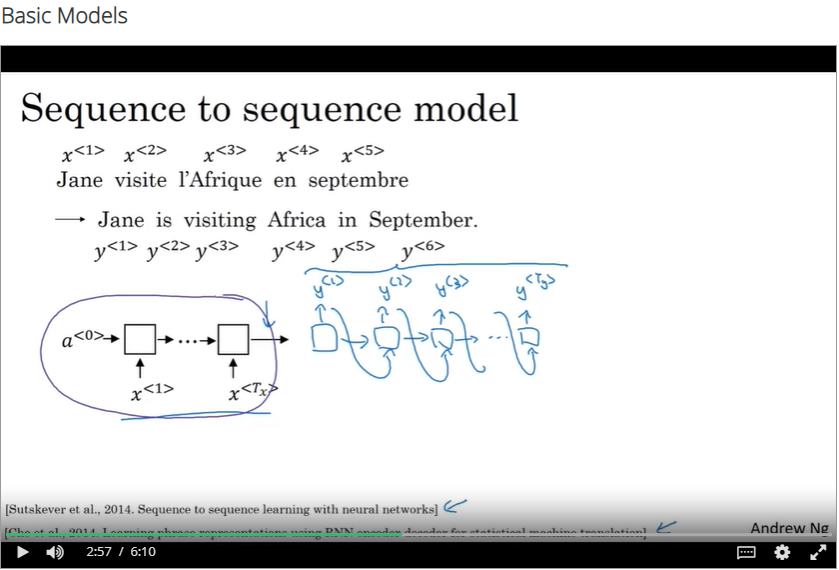 Basic Models
Sequence to sequence model
x<1> x<2> x<3> x<4> x<5>
Jane visite l'Afrique en septembre
→ Jane is visiting Africa in September.
y<1> y<2> y<3> y<4> y<5> y<6>
y<1> y<2> y<3> y<Ty>
a<0> → ... →
x<1> x<Tx>
[Sutskever et al., 2014. Sequence to sequence learning with neural networks]
[Cho et al., 2014. Learning phrase representations using RNN encoder-decoder for statistical machine translation]
Andrew Ng
2:57 / 6:10